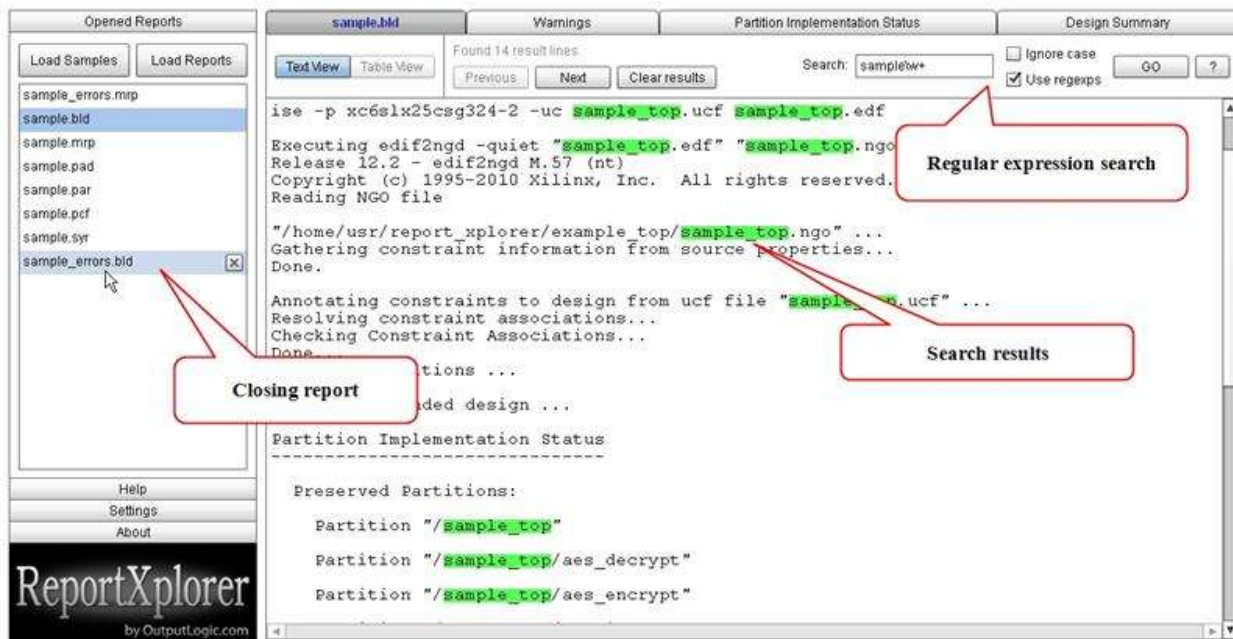 Opened Reports
Load Samples
Load Reports
sample_errors.mrp
sample.bld
sample.mrp
sample.pad
sample.par
sample.pcf
sample.syr
sample_errors.bld
Help
Settings
About
ReportXplorer
by OutputLogic.com
sample.bld
Warnings
Partition Implementation Status
Design Summary
Text View
Table View
Found 14 result lines
Previous
Next
Clear results
Search:
sample\w+
Ignore case
Use regexps
GO
?
ise -p xc6slx25csg324-2 -uc sample_top.ucf sample_top.edf
Executing edif2ngd -quiet "sample_top.edf" "sample_top.ngo
Release 12.2 - edif2ngd M.57 (nt)
Copyright (c) 1995-2010 Xilinx, Inc.  All rights reserved.
Reading NGO file
"/home/usr/report_xplorer/example_top/sample_top.ngo" ...
Gathering constraint information from source properties...
Done.
Annotating constraints to design from ucf file "sample_top.ucf" ...
Resolving constraint associations...
Checking Constraint Associations...
Done...
tions ...
nded design ...
Partition Implementation Status
-------------------------------
Preserved Partitions:
Partition "/sample_top"
Partition "/sample_top/aes_decrypt"
Partition "/sample_top/aes_encrypt"
Regular expression search
Search results
Closing report